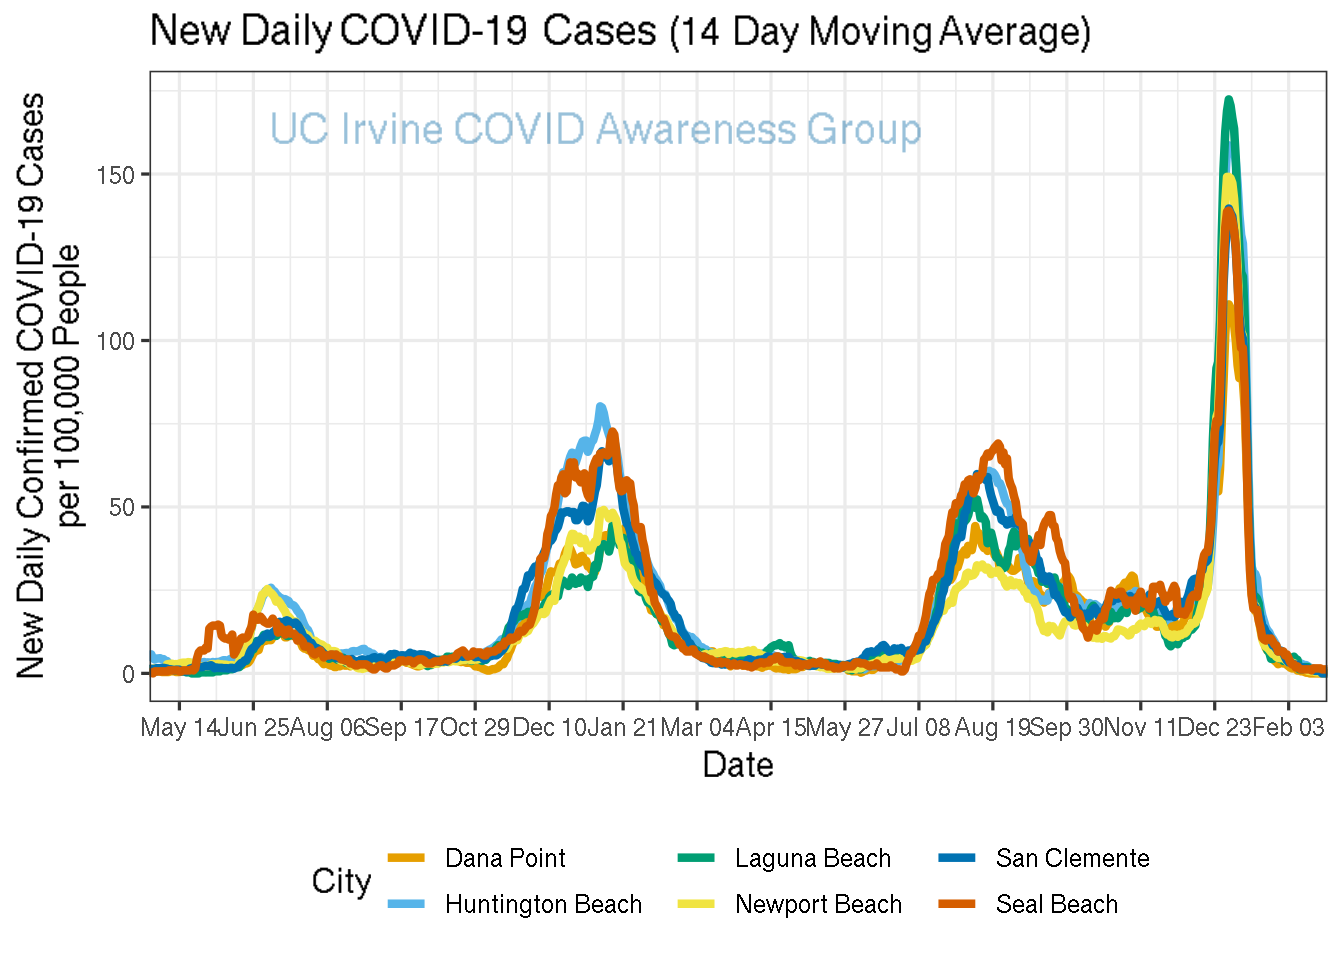 New Daily COVID-19 Cases (14 Day Moving Average)
UC Irvine COVID Awareness Group
New Daily Confirmed COVID-19 Cases
per 100,000 People
150
100
50
0
May 14 Jun 25 Aug 06 Sep 17 Oct 29 Dec 10 Jan 21 Mar 04 Apr 15 May 27 Jul 08 Aug 19 Sep 30 Nov 11 Dec 23 Feb 03
Date
City
Dana Point Laguna Beach San Clemente
Huntington Beach Newport Beach Seal Beach